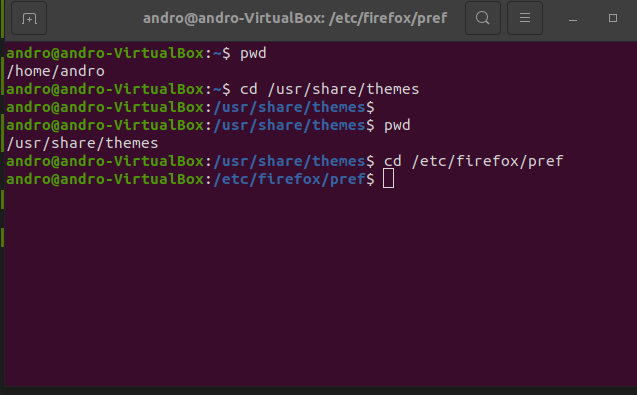 andro@andro-VirtualBox: /etc/firefox/pref
andro@andro-VirtualBox:~$ pwd
/home/andro
andro@andro-VirtualBox:~$ cd /usr/share/themes
andro@andro-VirtualBox:/usr/share/themes$
andro@andro-VirtualBox:/usr/share/themes$ pwd
/usr/share/themes
andro@andro-VirtualBox:/usr/share/themes$ cd /etc/firefox/pref
andro@andro-VirtualBox:/etc/firefox/pref$